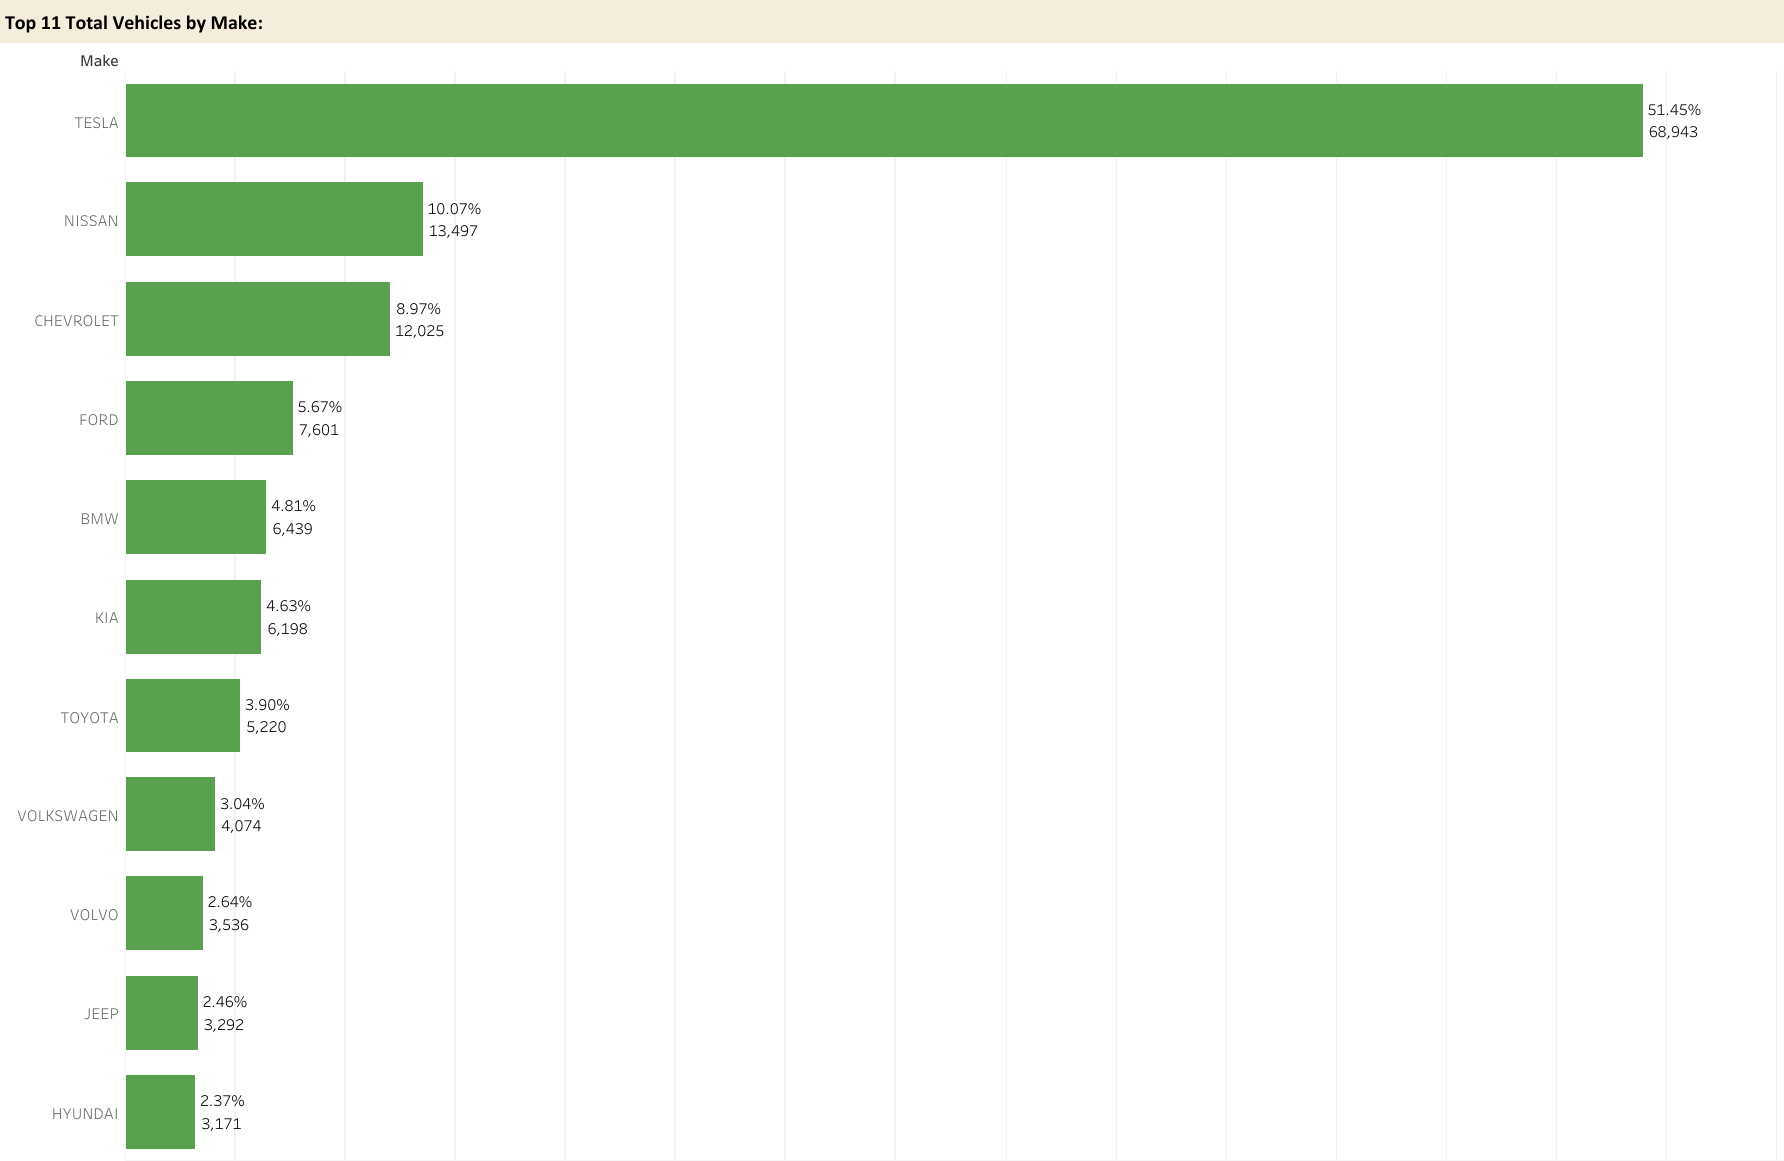 Top 11 Total Vehicles by Make:
Make
TESLA
51.45%
68,943
NISSAN
10.07%
13,497
CHEVROLET
8.97%
12,025
FORD
5.67%
7,601
BMW
4.81%
6,439
KIA
4.63%
6,198
TOYOTA
3.90%
5,220
VOLKSWAGEN
3.04%
4,074
VOLVO
2.64%
3,536
JEEP
2.46%
3,292
HYUNDAI
2.37%
3,171